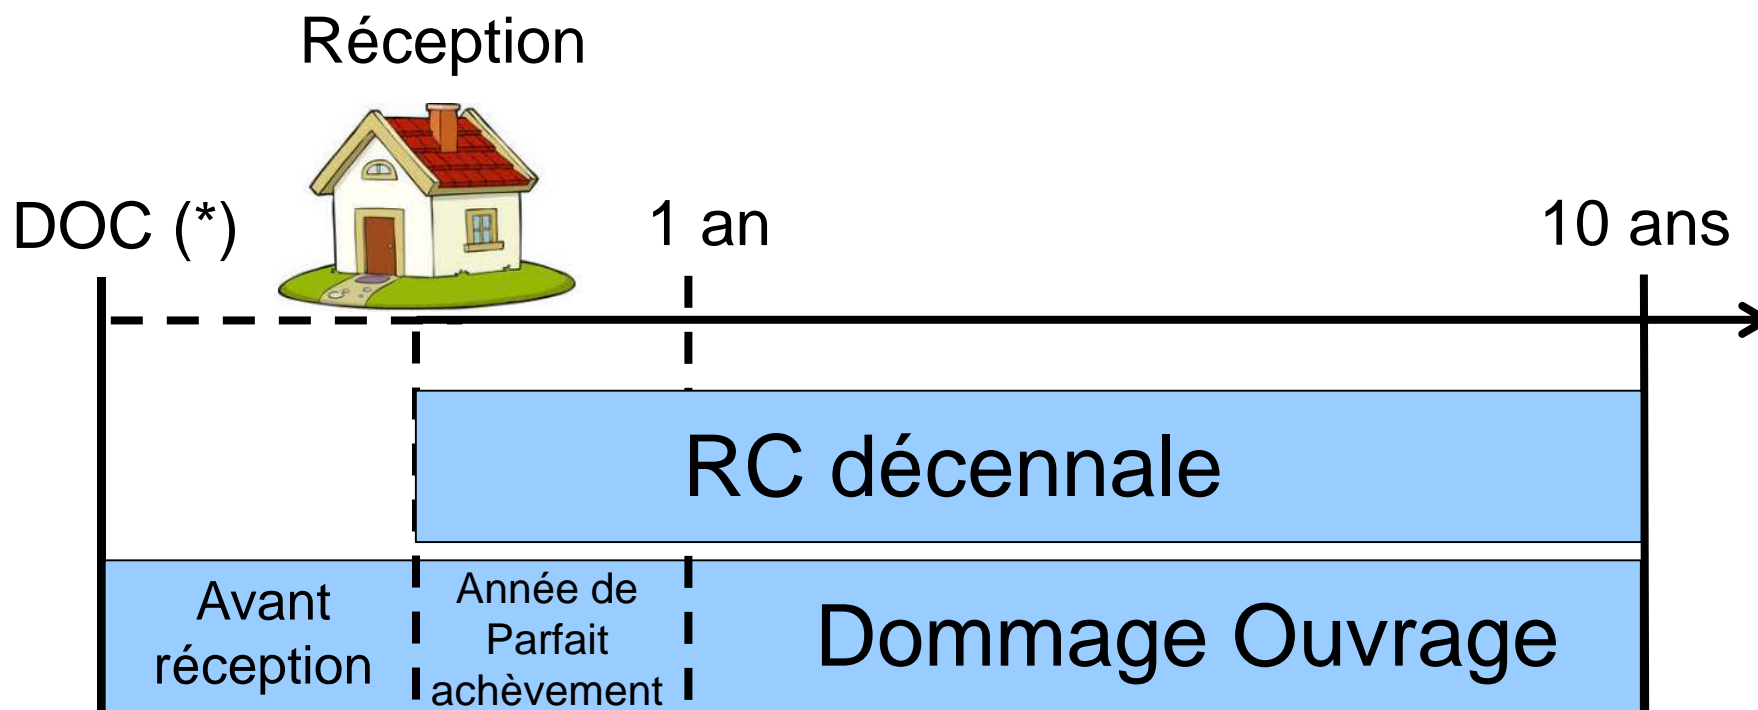 Réception
DOC (*)
1 an
10 ans
RC décennale
Avant
réception
Année de
Parfait
achèvement
Dommage Ouvrage